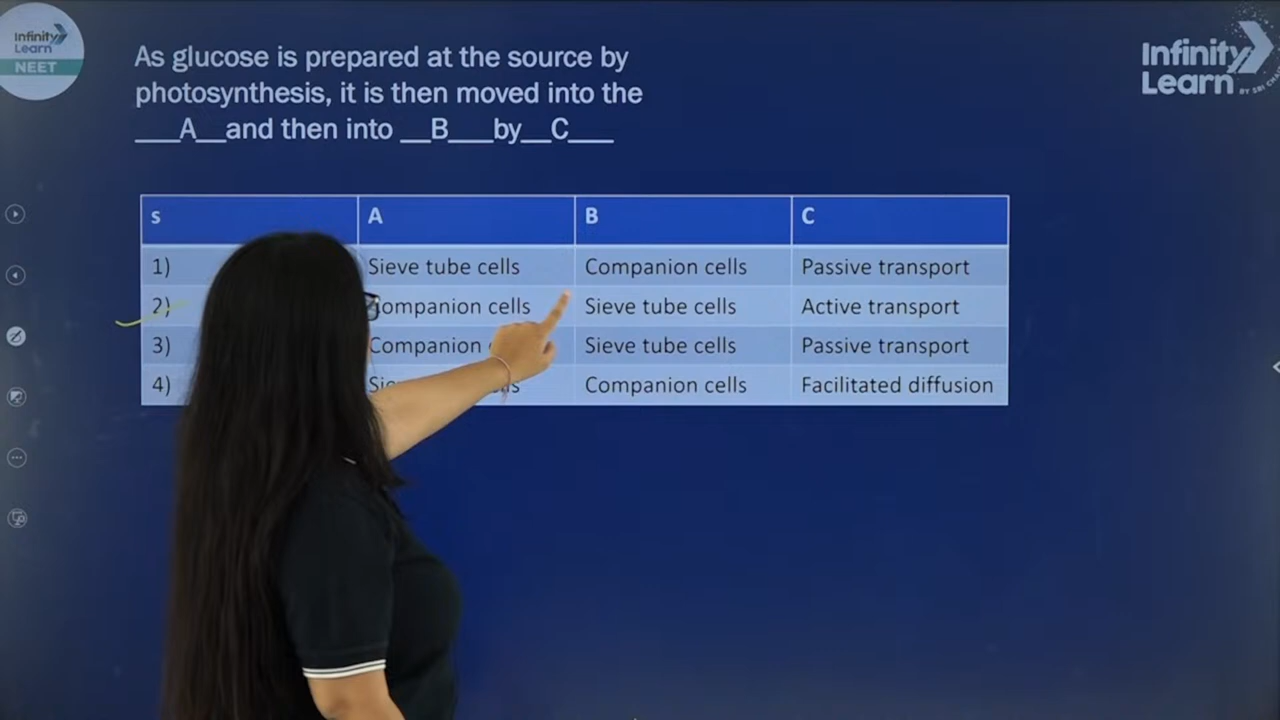 Infinity
Learn
NEET
Infinity
Learn
BY SRI
As glucose is prepared at the source by
photosynthesis, it is then moved into the
___A__and then into __B___by__C___
s A B C
1) Sieve tube cells Companion cells Passive transport
2) ompanion cells Sieve tube cells Active transport
3) Companion Sieve tube cells Passive transport
4) Companion cells Facilitated diffusion